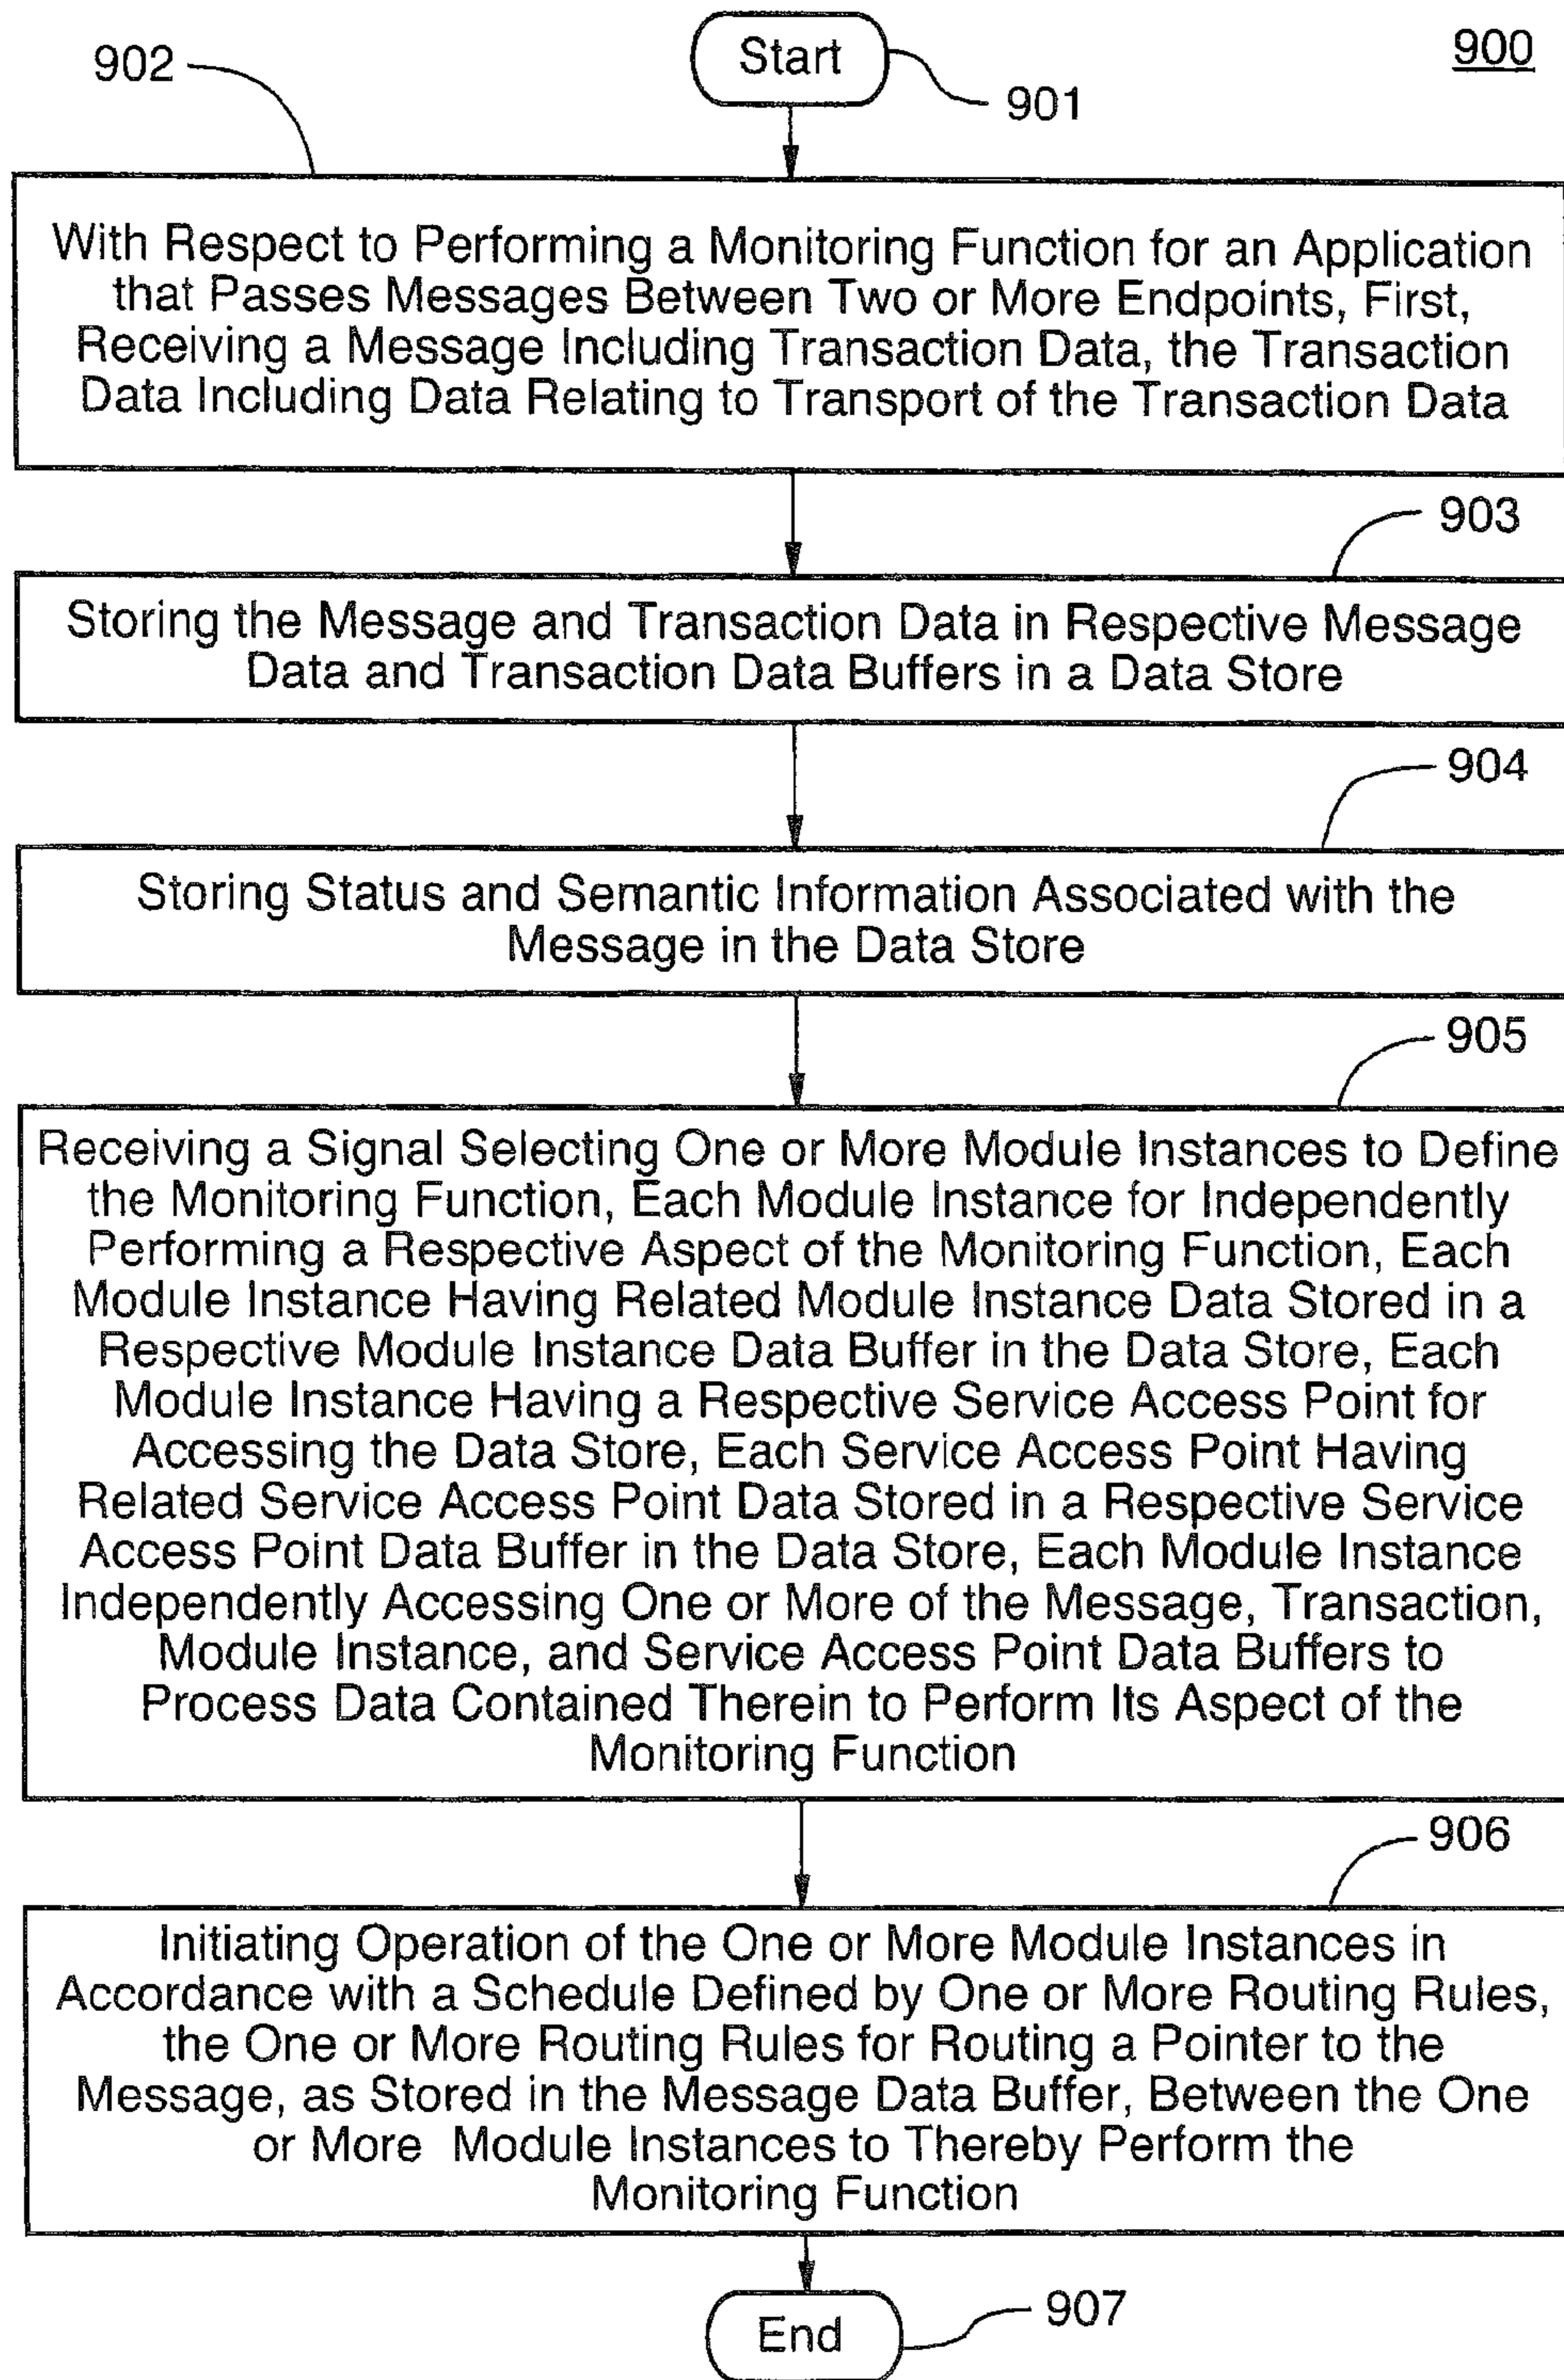 900
Start
901
902
With Respect to Performing a Monitoring Function for an Application
that Passes Messages Between Two or More Endpoints, First,
Receiving a Message Including Transaction Data, the Transaction
Data Including Data Relating to Transport of the Transaction Data
903
Storing the Message and Transaction Data in Respective Message
Data and Transaction Data Buffers in a Data Store
904
Storing Status and Semantic Information Associated with the
Message in the Data Store
905
Receiving a Signal Selecting One or More Module Instances to Define
the Monitoring Function, Each Module Instance for Independently
Performing a Respective Aspect of the Monitoring Function, Each
Module Instance Having Related Module Instance Data Stored in a
Respective Module Instance Data Buffer in the Data Store, Each
Module Instance Having a Respective Service Access Point for
Accessing the Data Store, Each Service Access Point Having
Related Service Access Point Data Stored in a Respective Service
Access Point Data Buffer in the Data Store, Each Module Instance
Independently Accessing One or More of the Message, Transaction,
Module Instance, and Service Access Point Data Buffers to
Process Data Contained Therein to Perform Its Aspect of the
Monitoring Function
906
Initiating Operation of the One or More Module Instances in
Accordance with a Schedule Defined by One or More Routing Rules,
the One or More Routing Rules for Routing a Pointer to the
Message, as Stored in the Message Data Buffer, Between the One
or More Module Instances to Thereby Perform the
Monitoring Function
End
907